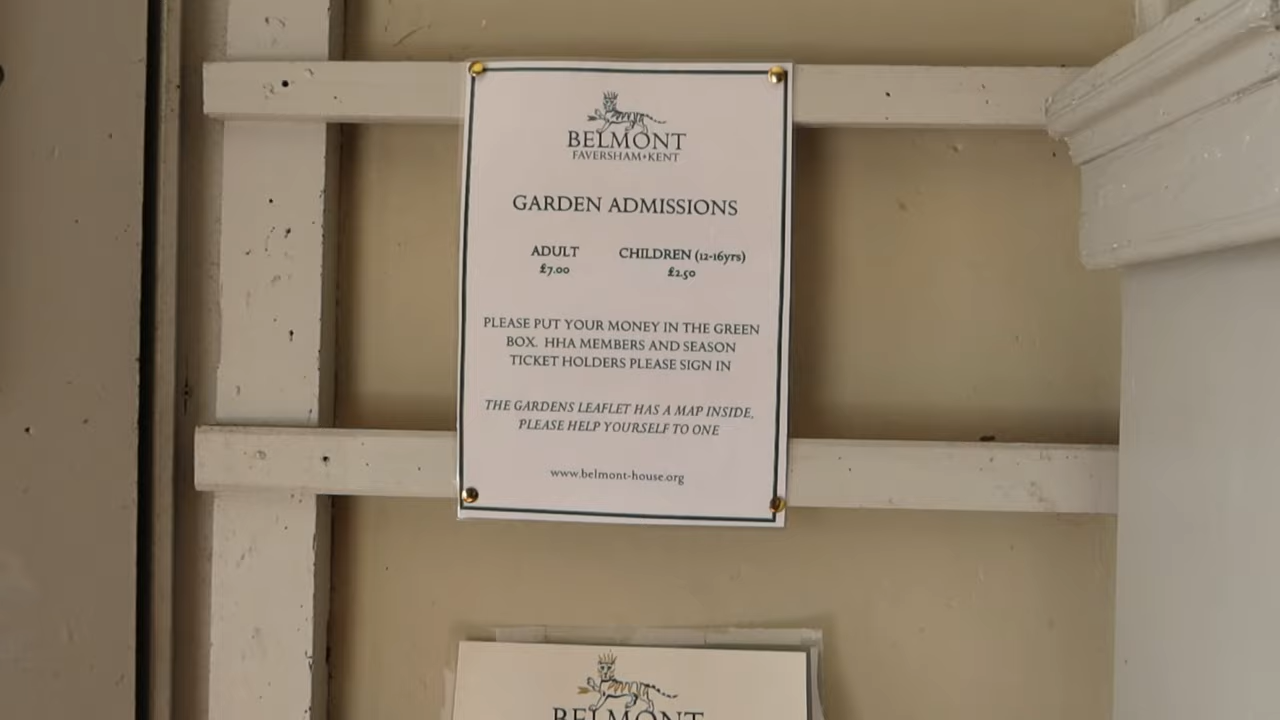 BELMONT
FAVERSHAM•KENT
GARDEN ADMISSIONS
ADULT
£7.00
CHILDREN (12-16yrs)
£2.50
PLEASE PUT YOUR MONEY IN THE GREEN
BOX. HHA MEMBERS AND SEASON
TICKET HOLDERS PLEASE SIGN IN
THE GARDENS LEAFLET HAS A MAP INSIDE,
PLEASE HELP YOURSELF TO ONE
www.belmont-house.org
BELMONT